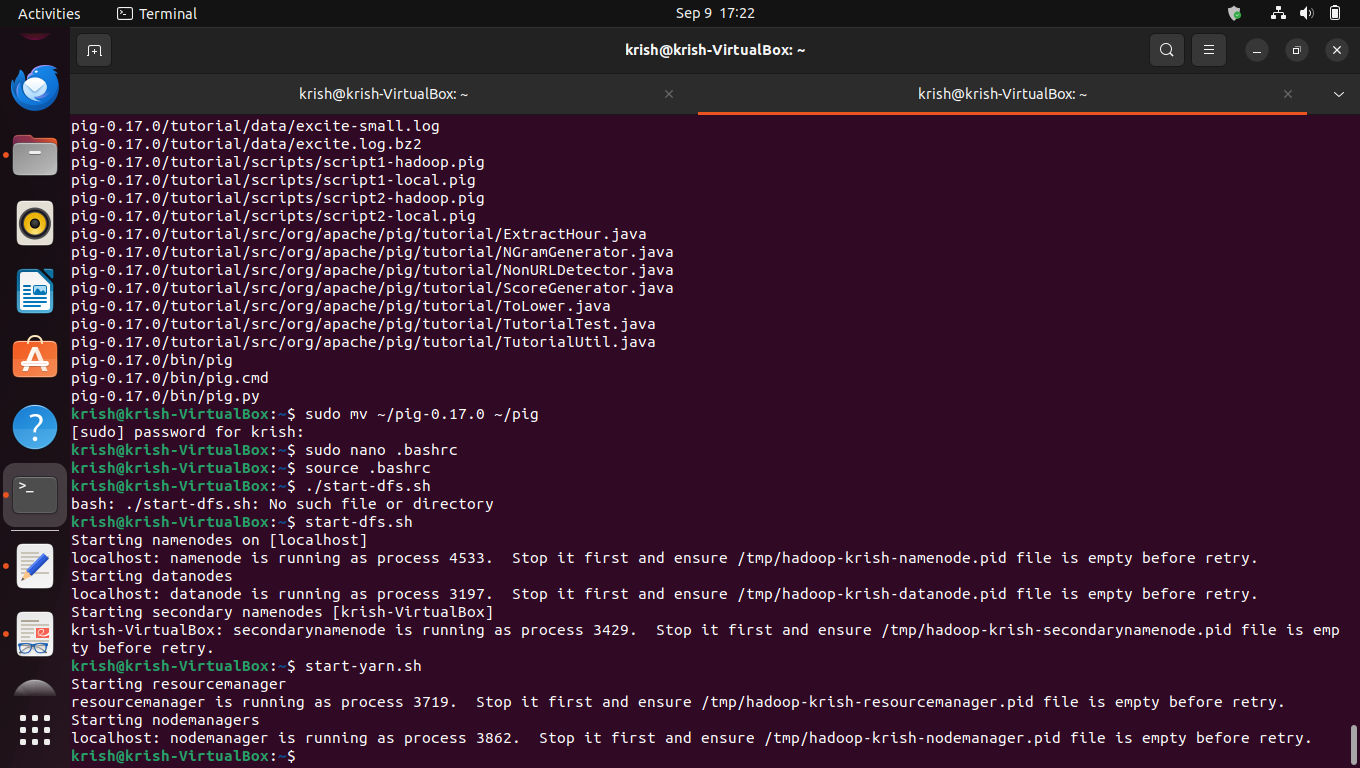 Activities
Terminal
Sep 9 17:22
krish@krish-VirtualBox: ~
krish@krish-VirtualBox: ~
krish@krish-VirtualBox: ~
pig-0.17.0/tutorial/data/excite-small.log
pig-0.17.0/tutorial/data/excite.log.bz2
pig-0.17.0/tutorial/scripts/script1-hadoop.pig
pig-0.17.0/tutorial/scripts/script1-local.pig
pig-0.17.0/tutorial/scripts/script2-hadoop.pig
pig-0.17.0/tutorial/scripts/script2-local.pig
pig-0.17.0/tutorial/src/org/apache/pig/tutorial/ExtractHour.java
pig-0.17.0/tutorial/src/org/apache/pig/tutorial/NGramGenerator.java
pig-0.17.0/tutorial/src/org/apache/pig/tutorial/NonURLDetector.java
pig-0.17.0/tutorial/src/org/apache/pig/tutorial/ScoreGenerator.java
pig-0.17.0/tutorial/src/org/apache/pig/tutorial/ToLower.java
pig-0.17.0/tutorial/src/org/apache/pig/tutorial/TutorialTest.java
pig-0.17.0/tutorial/src/org/apache/pig/tutorial/TutorialUtil.java
pig-0.17.0/bin/pig
pig-0.17.0/bin/pig.cmd
pig-0.17.0/bin/pig.py
krish@krish-VirtualBox:~$ sudo mv ~/pig-0.17.0 ~/pig
[sudo] password for krish:
krish@krish-VirtualBox:~$ sudo nano .bashrc
krish@krish-VirtualBox:~$ source .bashrc
krish@krish-VirtualBox:~$ ./start-dfs.sh
bash: ./start-dfs.sh: No such file or directory
krish@krish-VirtualBox:~$ start-dfs.sh
Starting namenodes on [localhost]
localhost: namenode is running as process 4533.  Stop it first and ensure /tmp/hadoop-krish-namenode.pid file is empty before retry.
Starting datanodes
localhost: datanode is running as process 3197.  Stop it first and ensure /tmp/hadoop-krish-datanode.pid file is empty before retry.
Starting secondary namenodes [krish-VirtualBox]
krish-VirtualBox: secondarynamenode is running as process 3429.  Stop it first and ensure /tmp/hadoop-krish-secondarynamenode.pid file is emp
ty before retry.
krish@krish-VirtualBox:~$ start-yarn.sh
Starting resourcemanager
resourcemanager is running as process 3719.  Stop it first and ensure /tmp/hadoop-krish-resourcemanager.pid file is empty before retry.
Starting nodemanagers
localhost: nodemanager is running as process 3862.  Stop it first and ensure /tmp/hadoop-krish-nodemanager.pid file is empty before retry.
krish@krish-VirtualBox:~$